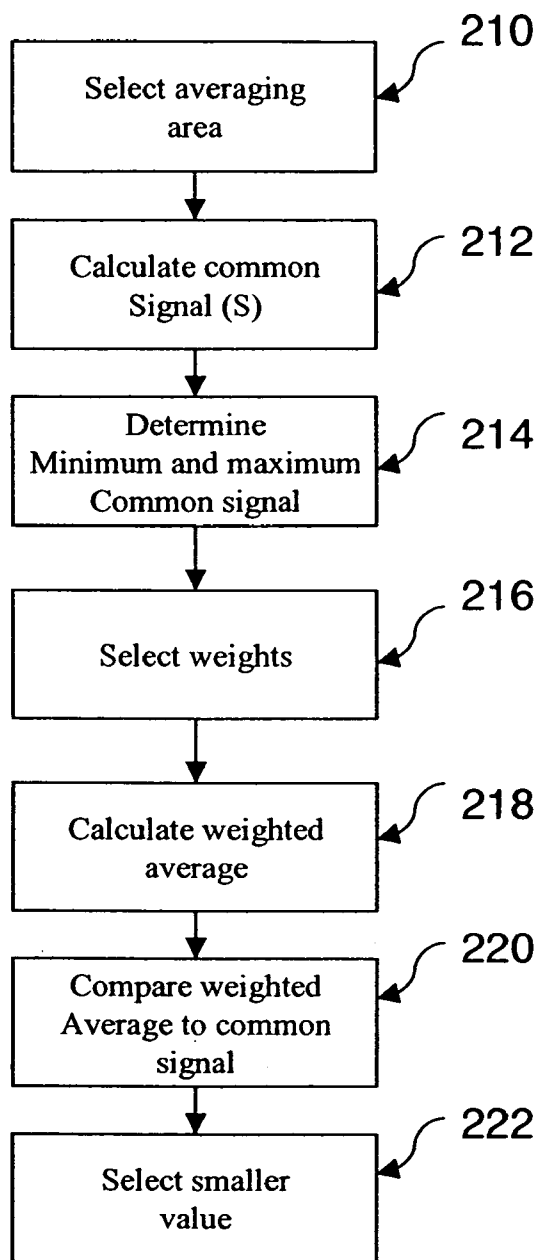 210
Select averaging
area
212
Calculate common
Signal (S)
214
Determine
Minimum and maximum
Common signal
216
Select weights
218
Calculate weighted
average
220
Compare weighted
Average to common
signal
222
Select smaller
value